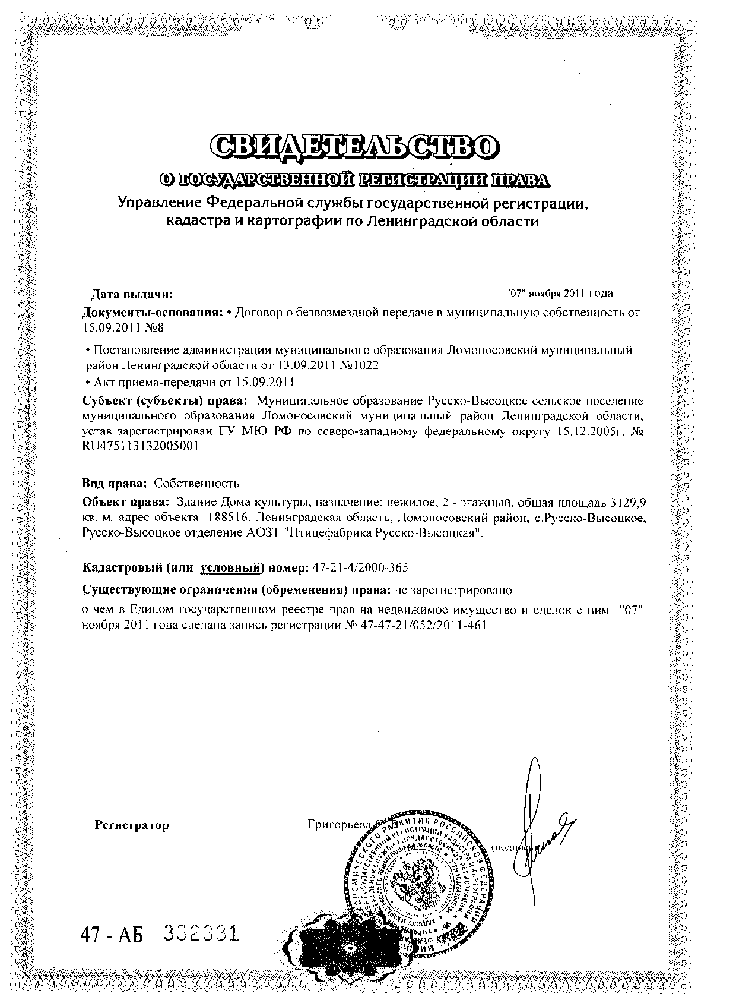 СВИДЕТЕЛЬСТВО
О ГОСУДАРСТВЕННОЙ РЕГИСТРАЦИИ ПРАВА
Управление Федеральной службы государственной регистрации,
кадастра и картографии по Ленинградской области
Дата выдачи: "07" ноября 2011 года
Документы-основания: • Договор о безвозмездной передаче в муниципальную собственность от
15.09.2011 №8
• Постановление администрации муниципального образования Ломоносовский муниципальный
район Ленинградской области от 13.09.2011 №1022
• Акт приема-передачи от 15.09.2011
Субъект (субъекты) права: Муниципальное образование Русско-Высоцкое сельское поселение
муниципального образования Ломоносовский муниципальный район Ленинградской области,
устав зарегистрирован ГУ МЮ РФ по северо-западному федеральному округу 15.12.2005г. №
RU475113132005001
Вид права: Собственность
Объект права: Здание Дома культуры, назначение: нежилое, 2 - этажный, общая площадь 3129,9
кв. м, адрес объекта: 188516, Ленинградская область, Ломоносовский район, с.Русско-Высоцкое,
Русско-Высоцкое отделение АОЗТ "Птицефабрика Русско-Высоцкая".
Кадастровый (или условный) номер: 47-21-4/2000-365
Существующие ограничения (обременения) права: не зарегистрировано
о чем в Едином государственном реестре прав на недвижимое имущество и сделок с ним "07"
ноября 2011 года сделана запись регистрации № 47-47-21/052/2011-461
Регистратор Григорьева
(подпись)
47 - АБ 332331